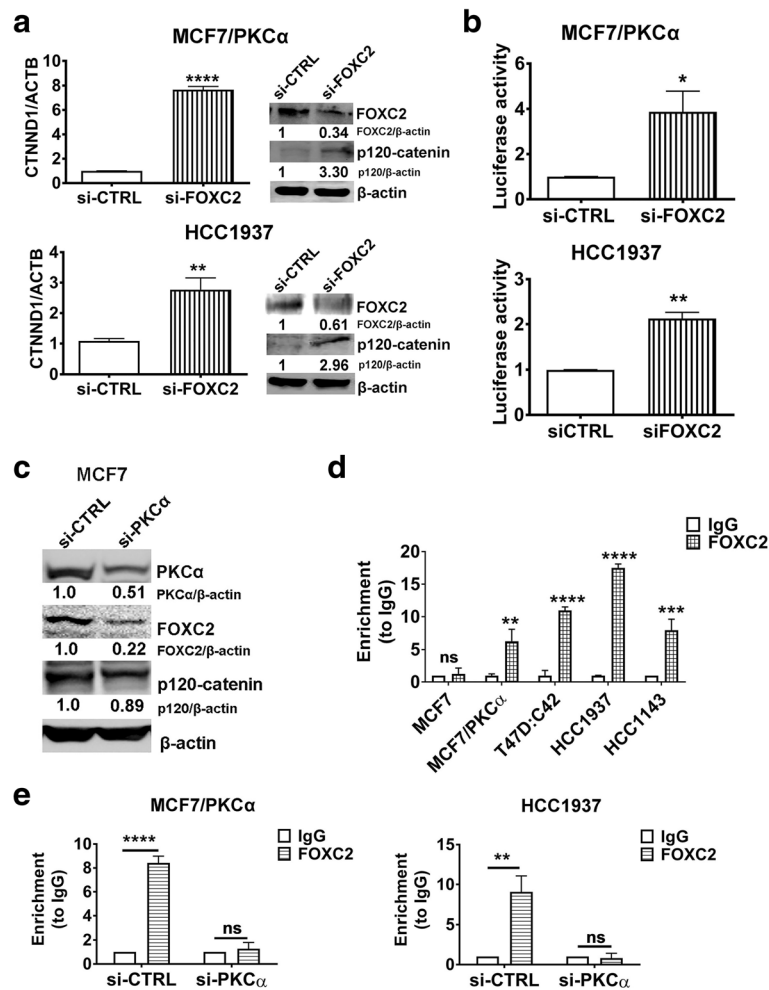 a
MCF7/PKCα
CTNND1/ACTB
10
8
6
4
2
0
****
si-CTRL si-FOXC2
si-CTRL si-FOXC2
FOXC2
1 0.34 FOXC2/β-actin
p120-catenin
1 3.30 p120/β-actin
β-actin
HCC1937
CTNND1/ACTB
4
3
2
1
0
**
si-CTRL si-FOXC2
si-CTRL si-FOXC2
FOXC2
1 0.61 FOXC2/β-actin
p120-catenin
1 2.96 p120/β-actin
β-actin
b
MCF7/PKCα
Luciferase activity
6
4
2
0
*
si-CTRL si-FOXC2
HCC1937
Luciferase activity
3
2
1
0
**
siCTRL siFOXC2
c
MCF7
si-CTRL si-PKCα
PKCα
1.0 0.51 PKCα/β-actin
FOXC2
1.0 0.22 FOXC2/β-actin
p120-catenin
1.0 0.89 p120/β-actin
β-actin
d
IgG
FOXC2
Enrichment
(to IgG)
20
15
10
5
0
ns ** **** **** ***
MCF7 MCF7/PKCα T47D:C42 HCC1937 HCC1143
e
MCF7/PKCα
IgG
FOXC2
Enrichment
(to IgG)
10
8
6
4
2
0
**** ns
si-CTRL si-PKCα
HCC1937
IgG
FOXC2
Enrichment
(to IgG)
15
10
5
0
** ns
si-CTRL si-PKCα